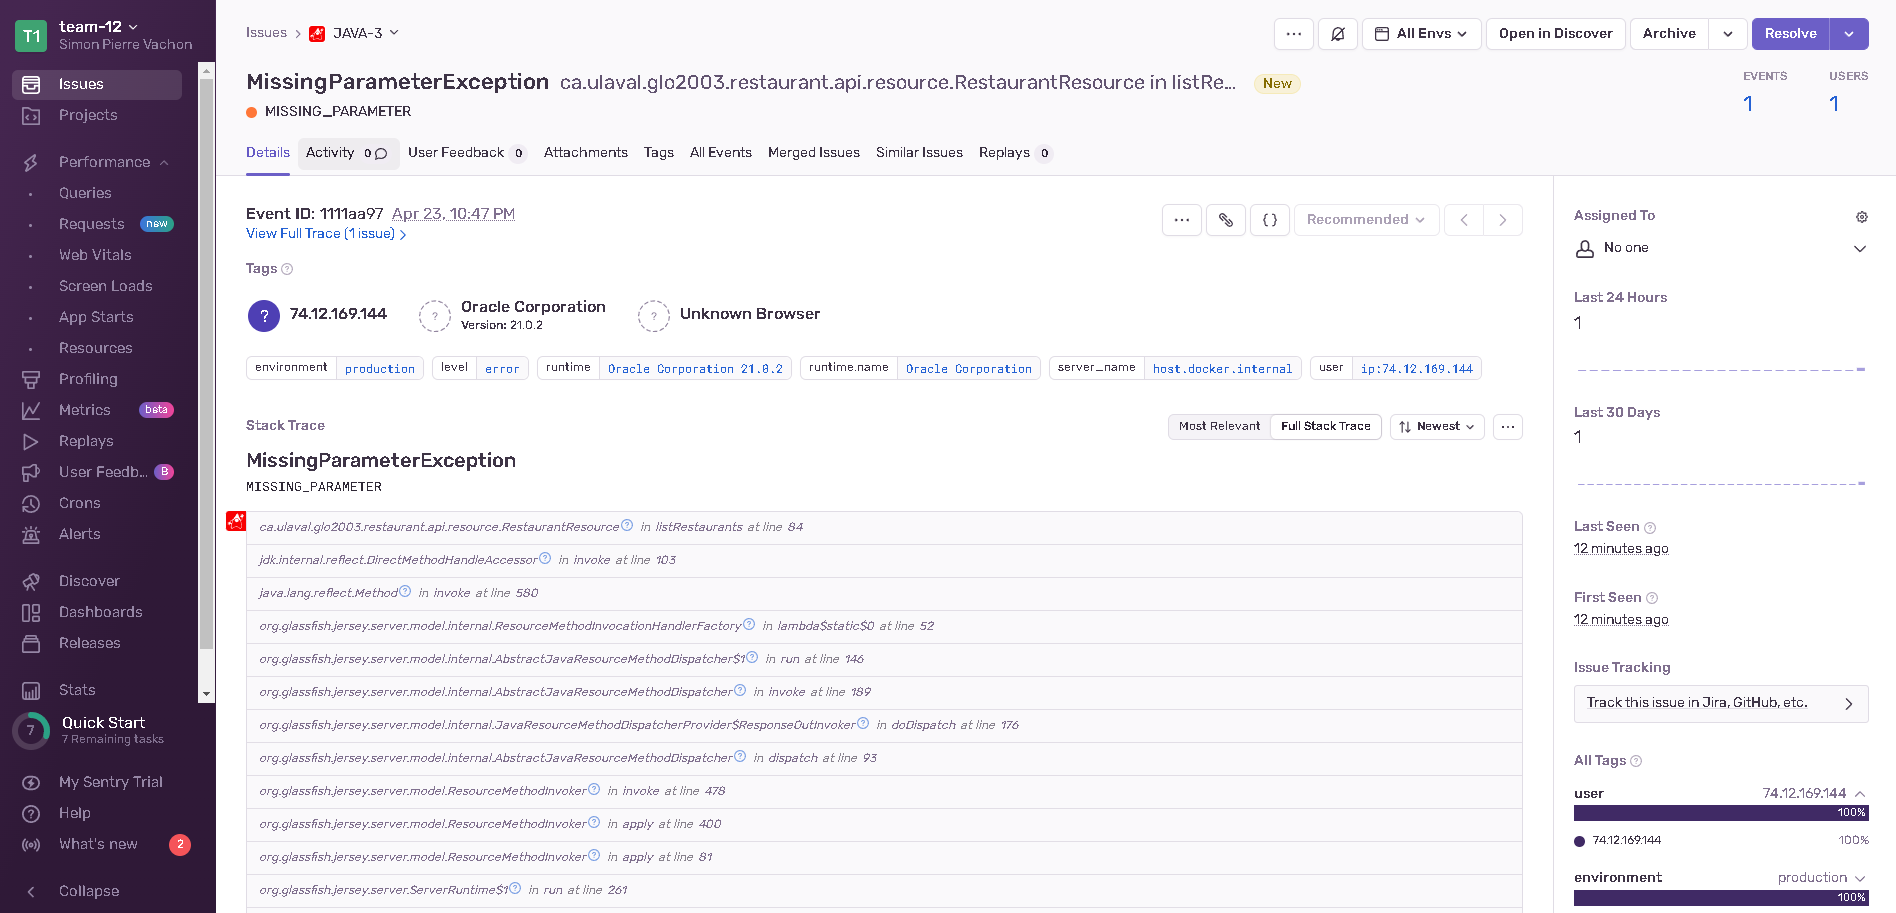 T1
team-12
Simon Pierre Vachon
Issues
Projects
Performance
Queries
Requests new
Web Vitals
Screen Loads
App Starts
Resources
Profiling
Metrics beta
Replays
User Feedb... B
Crons
Alerts
Discover
Dashboards
Releases
Stats
7 Quick Start
7 Remaining tasks
My Sentry Trial
Help
What's new 2
Collapse
Issues > JAVA-3
... All Envs Open in Discover Archive Resolve
MissingParameterException ca.ulaval.glo2003.restaurant.api.resource.RestaurantResource in listRe... New
MISSING_PARAMETER
EVENTS USERS
1 1
Details Activity 0 User Feedback 0 Attachments Tags All Events Merged Issues Similar Issues Replays 0
Event ID: 1111aa97 Apr 23, 10:47 PM
View Full Trace (1 issue) >
... {} Recommended < >
Tags ?
? 74.12.169.144
? Oracle Corporation
Version: 21.0.2
? Unknown Browser
environment production level error runtime Oracle Corporation 21.0.2 runtime.name Oracle Corporation server_name host.docker.internal user ip:74.12.169.144
Stack Trace
Most Relevant Full Stack Trace Newest ...
MissingParameterException
MISSING_PARAMETER
ca.ulaval.glo2003.restaurant.api.resource.RestaurantResource ? in listRestaurants at line 84
jdk.internal.reflect.DirectMethodHandleAccessor ? in invoke at line 103
java.lang.reflect.Method ? in invoke at line 580
org.glassfish.jersey.server.model.internal.ResourceMethodInvocationHandlerFactory ? in lambda$static$0 at line 52
org.glassfish.jersey.server.model.internal.AbstractJavaResourceMethodDispatcher$1 ? in run at line 146
org.glassfish.jersey.server.model.internal.AbstractJavaResourceMethodDispatcher ? in invoke at line 189
org.glassfish.jersey.server.model.internal.JavaResourceMethodDispatcherProvider$ResponseOutInvoker ? in doDispatch at line 176
org.glassfish.jersey.server.model.internal.AbstractJavaResourceMethodDispatcher ? in dispatch at line 93
org.glassfish.jersey.server.model.ResourceMethodInvoker ? in invoke at line 478
org.glassfish.jersey.server.model.ResourceMethodInvoker ? in apply at line 400
org.glassfish.jersey.server.model.ResourceMethodInvoker ? in apply at line 81
org.glassfish.jersey.server.ServerRuntime$1 ? in run at line 261
Assigned To
No one
Last 24 Hours
1
Last 30 Days
1
Last Seen ?
12 minutes ago
First Seen ?
12 minutes ago
Issue Tracking
Track this issue in Jira, GitHub, etc. >
All Tags ?
user 74.12.169.144
100%
74.12.169.144 100%
environment production
100%